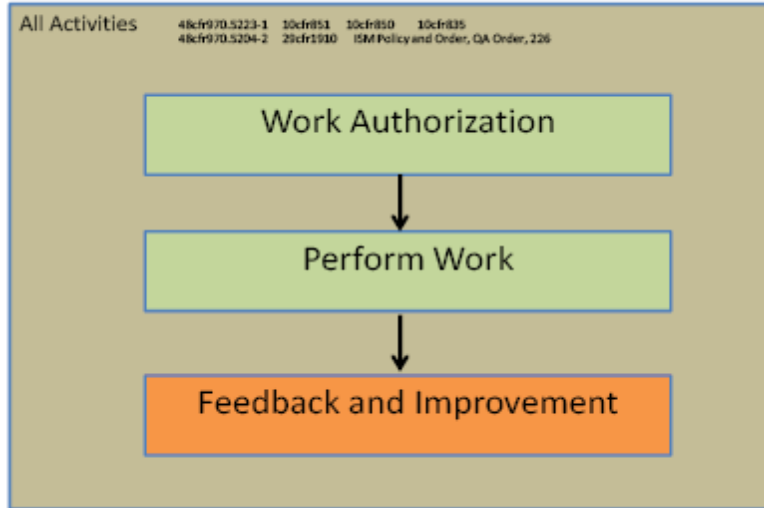 All Activities 48cfr970.5223-1 10cfr851 10cfr850 10cfr835
48cfr970.5204-2 29cfr1910 ISM Policy and Order, QA Order, 226
Work Authorization
Perform Work
Feedback and Improvement